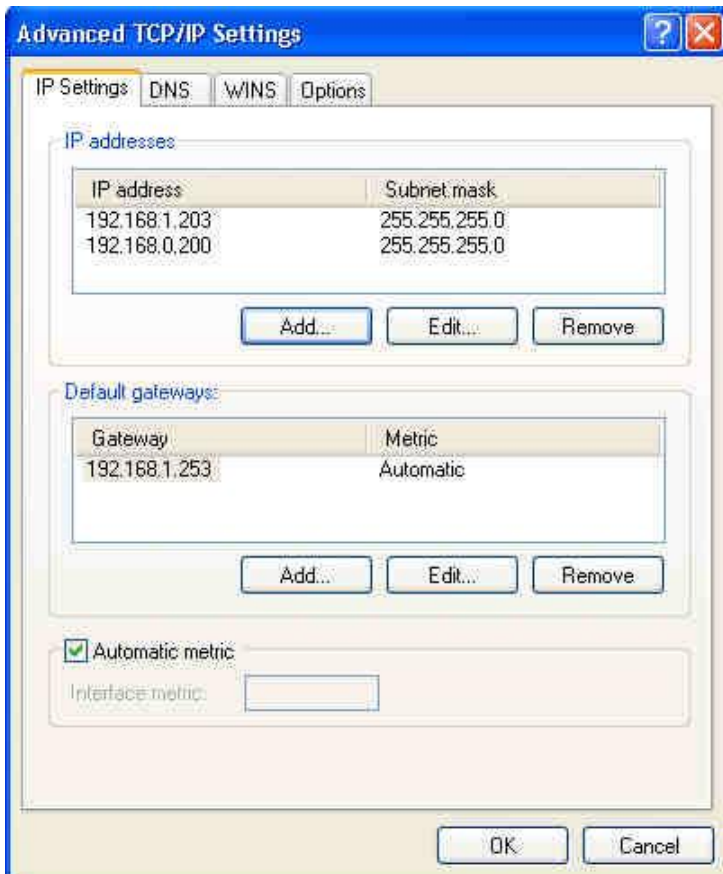 Advanced TCP/IP Settings
IP Settings DNS WINS Options
IP addresses
IP address Subnet mask
192.168.1.203 255.255.255.0
192.168.0.200 255.255.255.0
Add... Edit... Remove
Default gateways:
Gateway Metric
192.168.1.253 Automatic
Add... Edit... Remove
Automatic metric
Interface metric:
OK Cancel